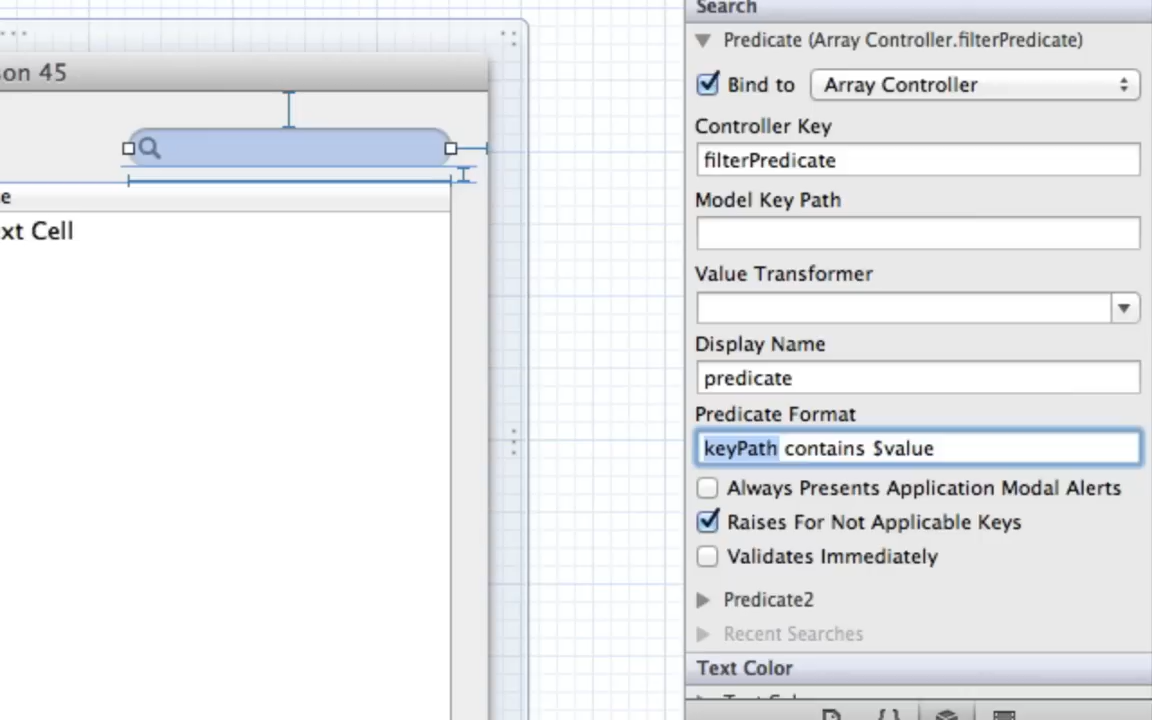 Search
Predicate (Array Controller.filterPredicate)
on 45
Bind to Array Controller
Controller Key
filterPredicate
Model Key Path
e
xt Cell
Value Transformer
Display Name
predicate
Predicate Format
keyPath contains $value
Always Presents Application Modal Alerts
Raises For Not Applicable Keys
Validates Immediately
Predicate2
Recent Searches
Text Color